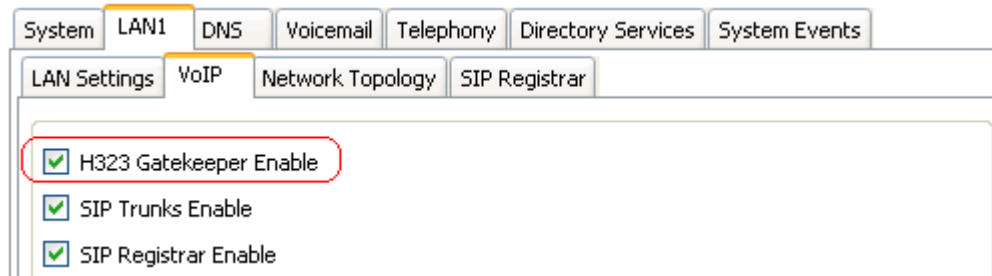 System LAN1 DNS Voicemail Telephony Directory Services System Events
LAN Settings VoIP Network Topology SIP Registrar
H323 Gatekeeper Enable
SIP Trunks Enable
SIP Registrar Enable